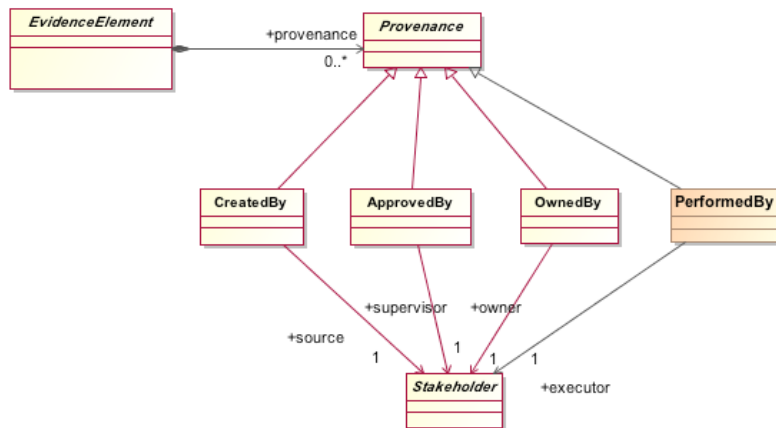 EvidenceElement
+provenance
0..*
Provenance
CreatedBy
ApprovedBy
OwnedBy
PerformedBy
+supervisor
+owner
+source
1
1
1
1
+executor
Stakeholder